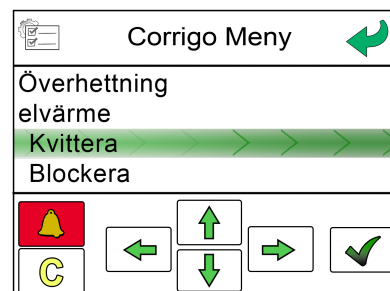 Corrigo Meny
Överhettning
elvärme
Kvittera
Blockera
C